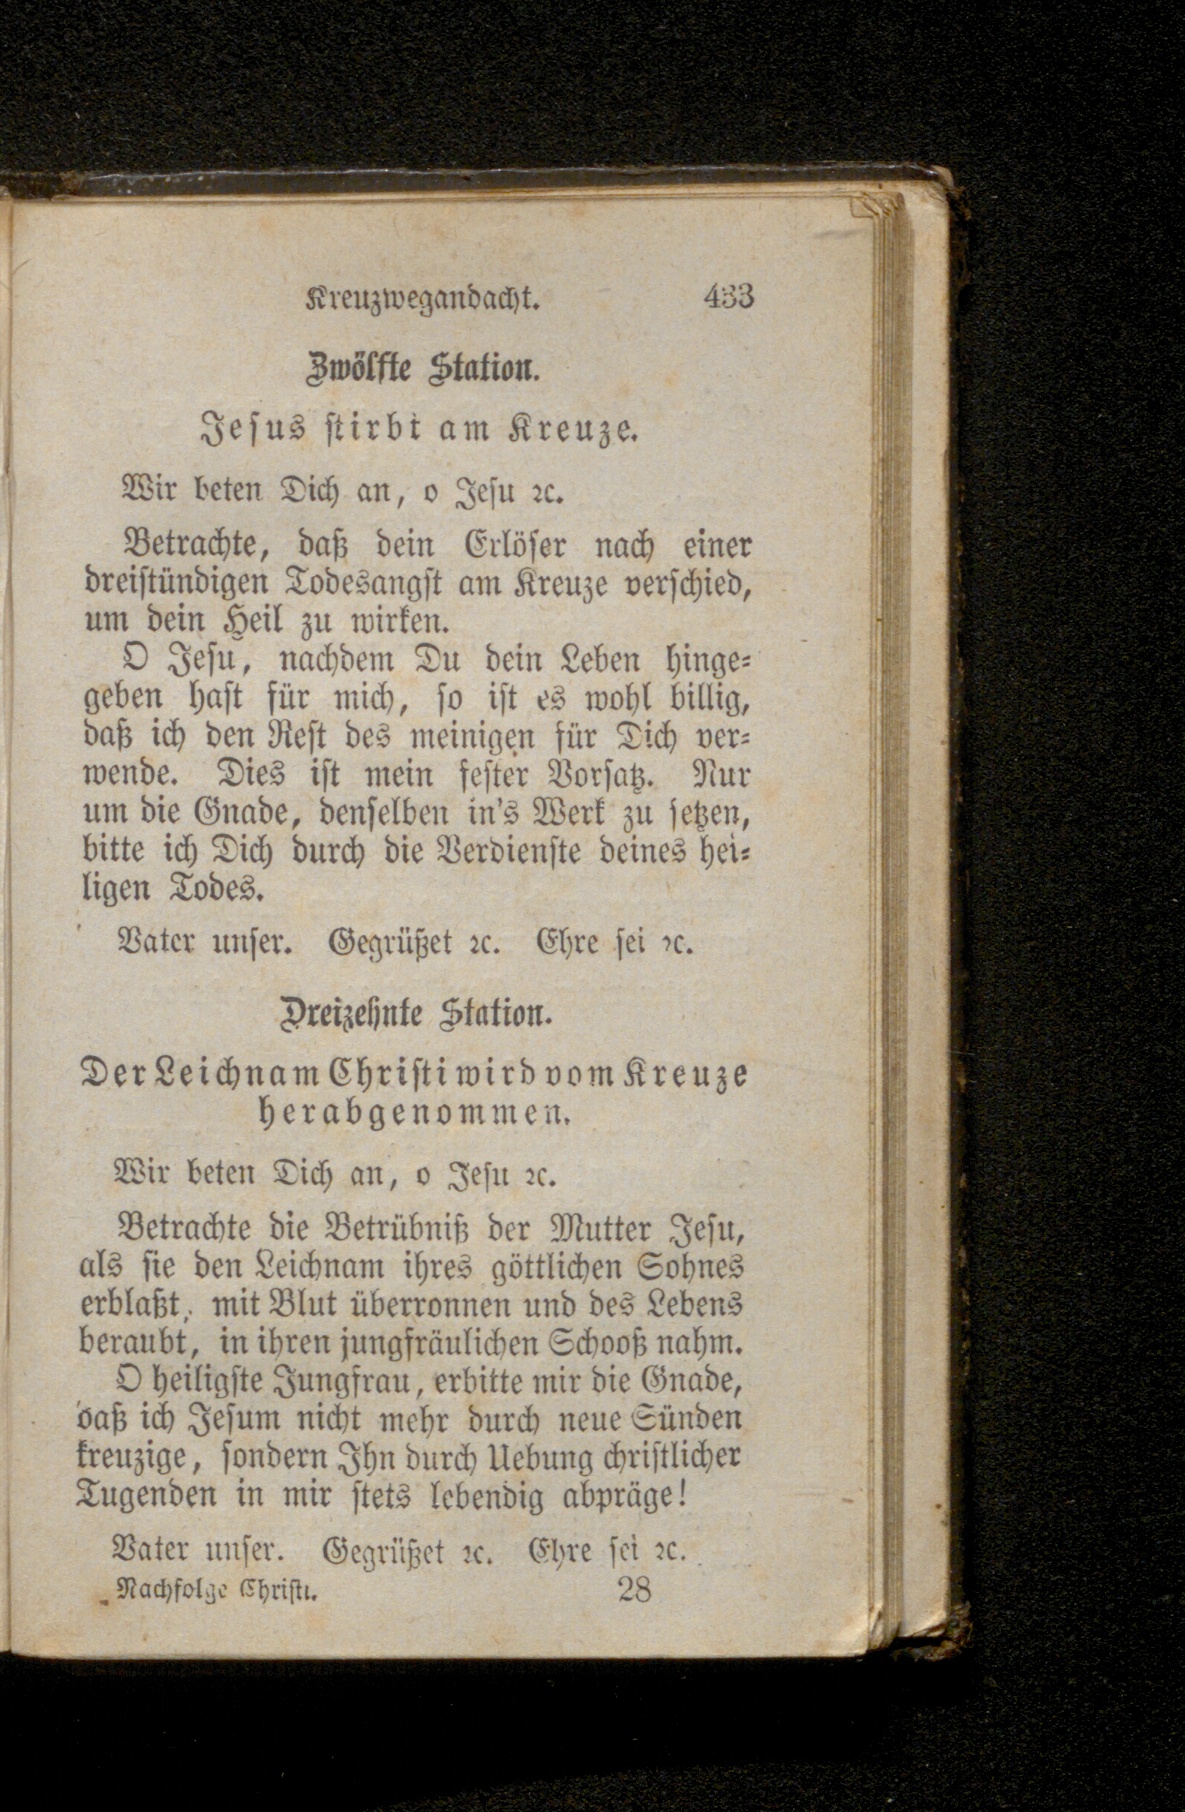 Kreuzwegandacht. 433
Zwölfte Station.
Jesus stirbt am Kreuze.
Wir beten Dich an, o Jesu ꝛc.
Betrachte, daß dein Erlöser nach einer
dreistündigen Todesangst am Kreuze verschied,
um dein Heil zu wirken.
O Jesu, nachdem Du dein Leben hinge-
geben hast für mich, so ist es wohl billig,
daß ich den Rest des meinigen für Dich ver-
wende. Dies ist mein fester Vorsatz. Nur
um die Gnade, denselben in's Werk zu setzen,
bitte ich Dich durch die Verdienste deines hei-
ligen Todes.
Vater unser. Gegrüßet ꝛc. Ehre sei ꝛc.
Dreizehnte Station.
Der Leichnam Christi wird vom Kreuze
herabgenommen.
Wir beten Dich an, o Jesu ꝛc.
Betrachte die Betrübniß der Mutter Jesu,
als sie den Leichnam ihres göttlichen Sohnes
erblaßt, mit Blut überronnen und des Lebens
beraubt, in ihren jungfräulichen Schooß nahm.
O heiligste Jungfrau, erbitte mir die Gnade,
daß ich Jesum nicht mehr durch neue Sünden
kreuzige, sondern Ihn durch Uebung christlicher
Tugenden in mir stets lebendig abpräge!
Vater unser. Gegrüßet ꝛc. Ehre sei ꝛc.
Nachfolge Christi. 28